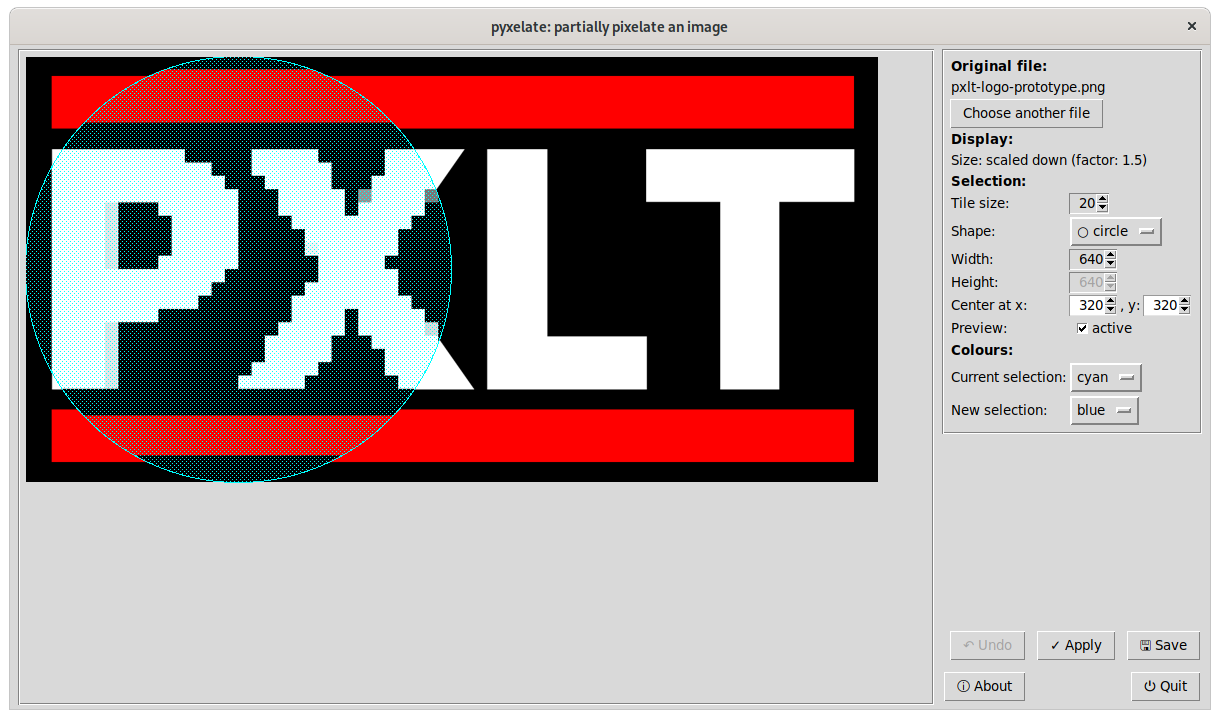 pyxelate: partially pixelate an image ×
PXLT
Original file:
pxlt-logo-prototype.png
Choose another file
Display:
Size: scaled down (factor: 1.5)
Selection:
Tile size: 20
Shape: ○ circle
Width: 640
Height: 640
Center at x: 320 , y: 320
Preview: ✓ active
Colours:
Current selection: cyan
New selection: blue
↶ Undo ✓ Apply 🖫 Save
ⓘ About ⏻ Quit